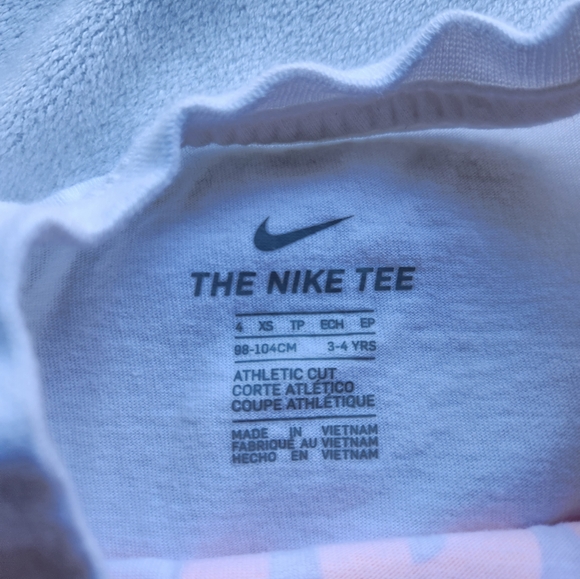 THE NIKE TEE
4 XS TP ECH EP
98-104CM 3-4 YRS
ATHLETIC CUT
CORTE ATLÉTICO
COUPE ATHLÉTIQUE
MADE IN VIETNAM
FABRIQUÉ AU VIETNAM
HECHO EN VIETNAM